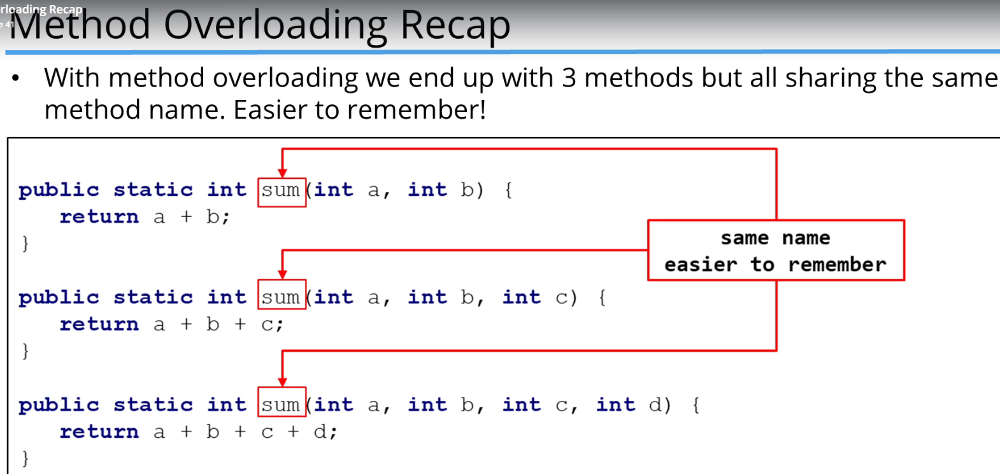 rloading Recap
e 41
Method Overloading Recap
• With method overloading we end up with 3 methods but all sharing the same
method name. Easier to remember!
public static int sum(int a, int b) {
return a + b;
}
same name
easier to remember
public static int sum(int a, int b, int c) {
return a + b + c;
}
public static int sum(int a, int b, int c, int d) {
return a + b + c + d;
}